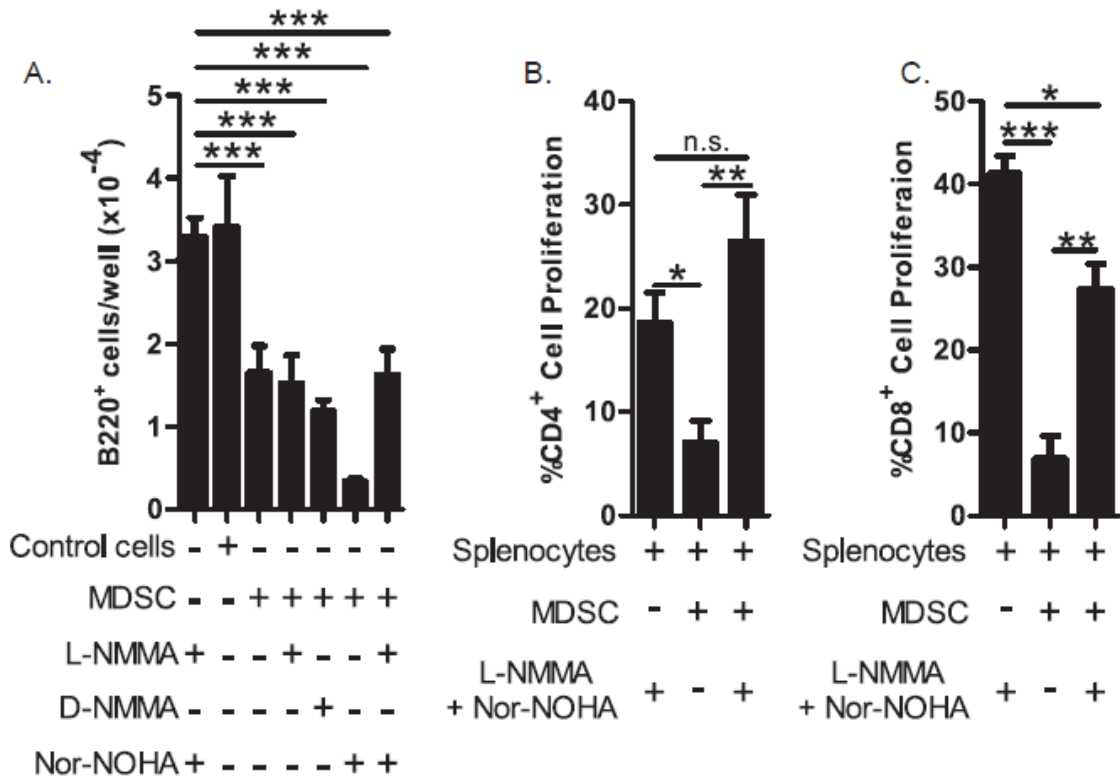 A.
***
***
***
***
***
B220⁺ cells/well (x10⁻⁴)
5
4
3
2
1
0
Control cells - + - - - - -
MDSC - - + + + + +
L-NMMA + - - + - - +
D-NMMA - - - - + - -
Nor-NOHA + - - - - + +
B.
n.s.
**
*
%CD4⁺ Cell Proliferation
40
30
20
10
0
Splenocytes + + +
MDSC - + +
L-NMMA
+ Nor-NOHA + - +
C.
*
***
**
%CD8⁺ Cell Proliferaion
50
40
30
20
10
0
Splenocytes + + +
MDSC - + +
L-NMMA
+ Nor-NOHA + - +